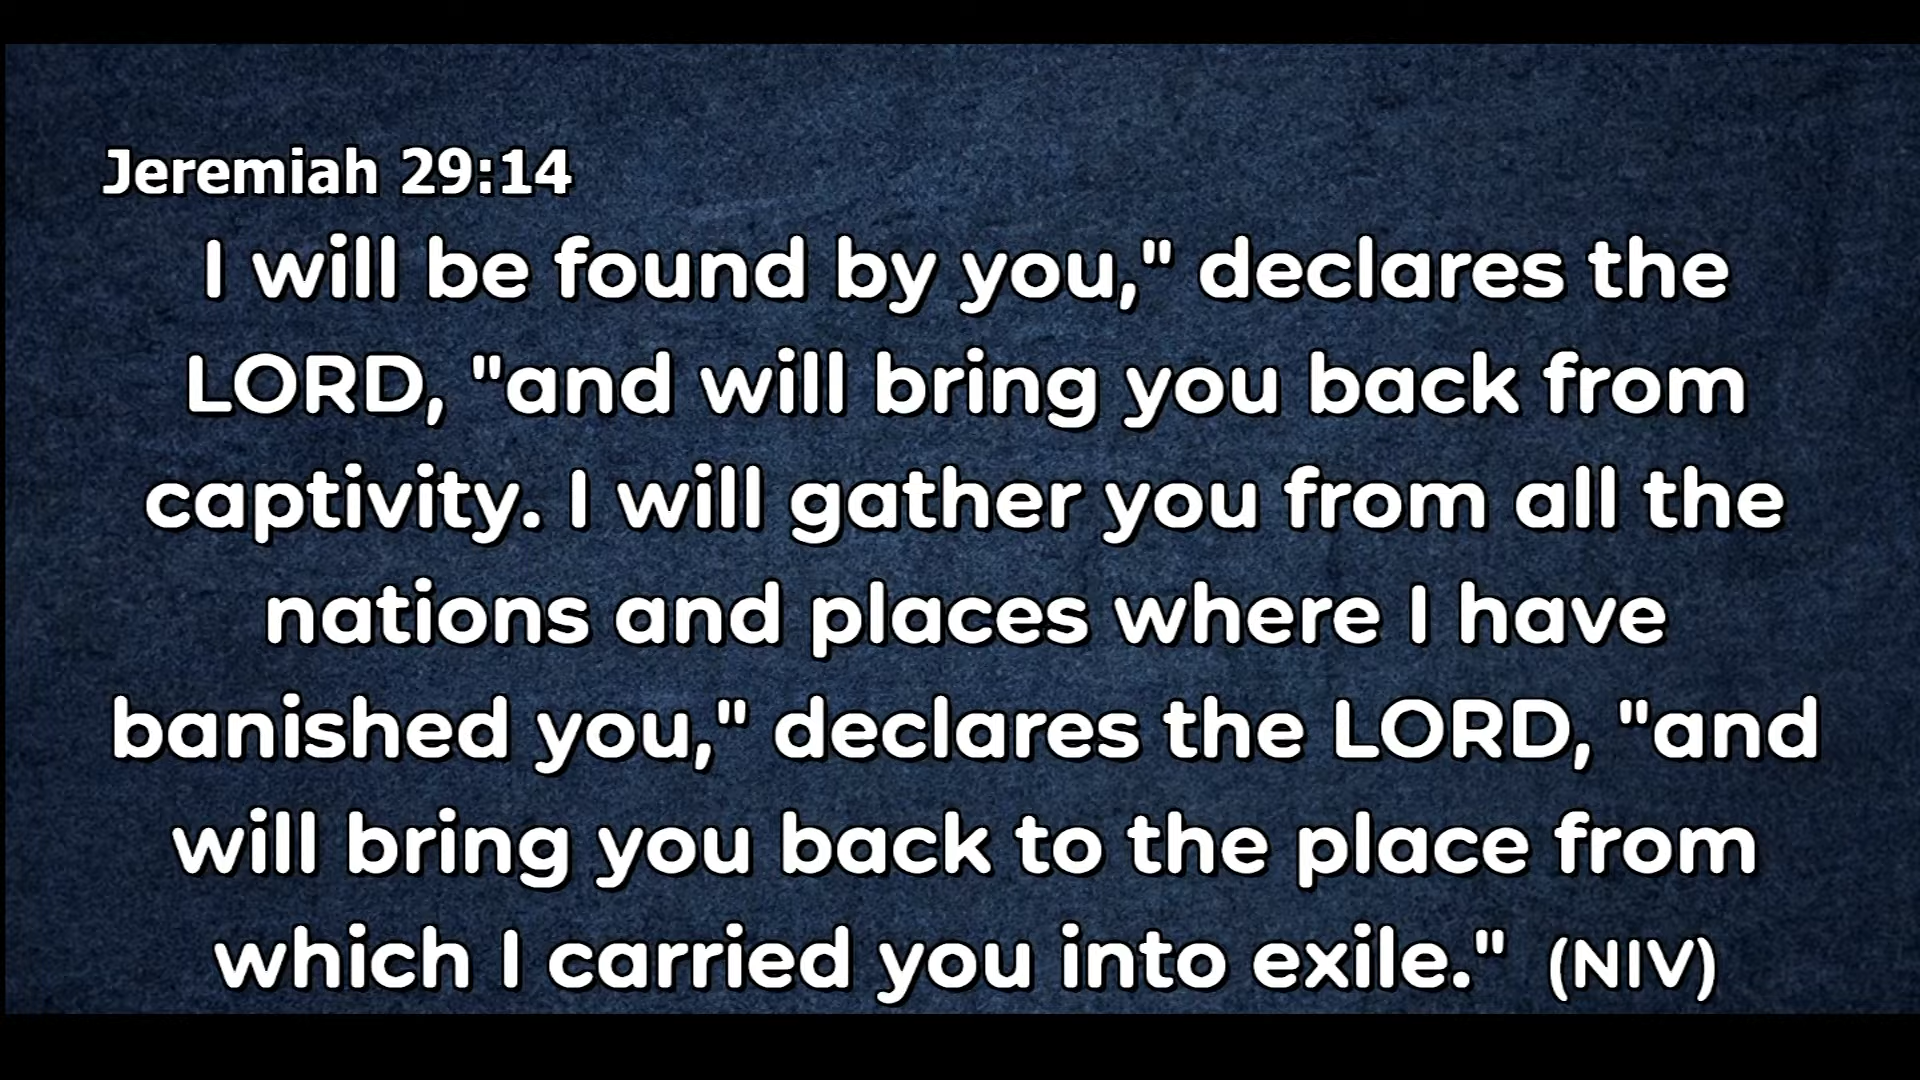 Jeremiah 29:14
I will be found by you," declares the
LORD, "and will bring you back from
captivity. I will gather you from all the
nations and places where I have
banished you," declares the LORD, "and
will bring you back to the place from
which I carried you into exile." (NIV)